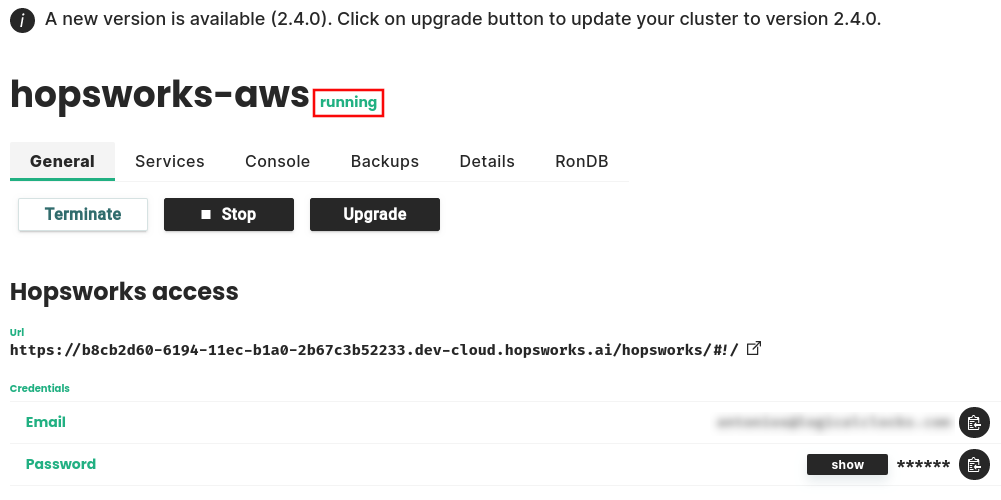 A new version is available (2.4.0). Click on upgrade button to update your cluster to version 2.4.0.
hopsworks-aws running
General Services Console Backups Details RonDB
Terminate Stop Upgrade
Hopsworks access
Url
https://b8cb2d60-6194-11ec-b1a0-2b67c3b52233.dev-cloud.hopsworks.ai/hopsworks/#!/
Credentials
Email
Password show ******